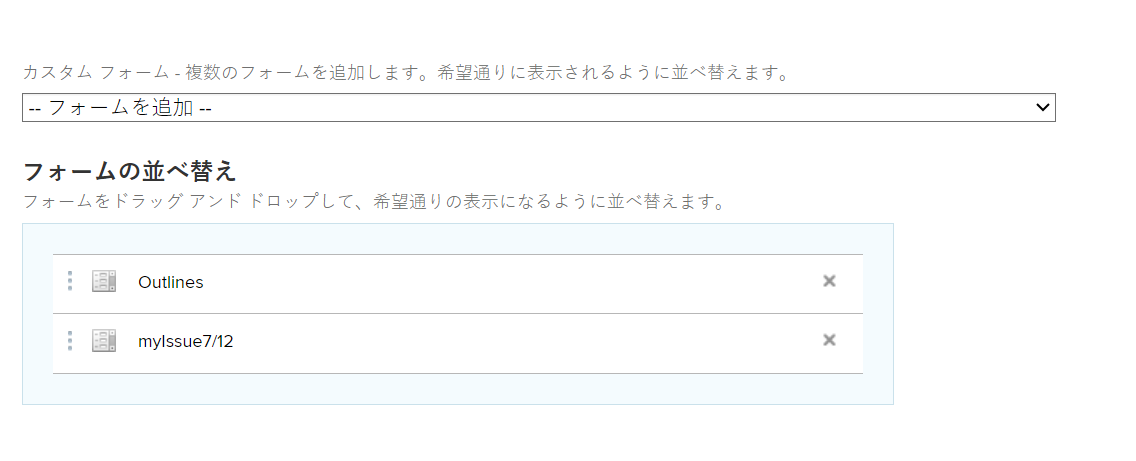 カスタム フォーム - 複数のフォームを追加します。希望通りに表示されるように並べ替えます。
-- フォームを追加 --
フォームの並べ替え
フォームをドラッグ アンド ドロップして、希望通りの表示になるように並べ替えます。
Outlines
myIssue7/12